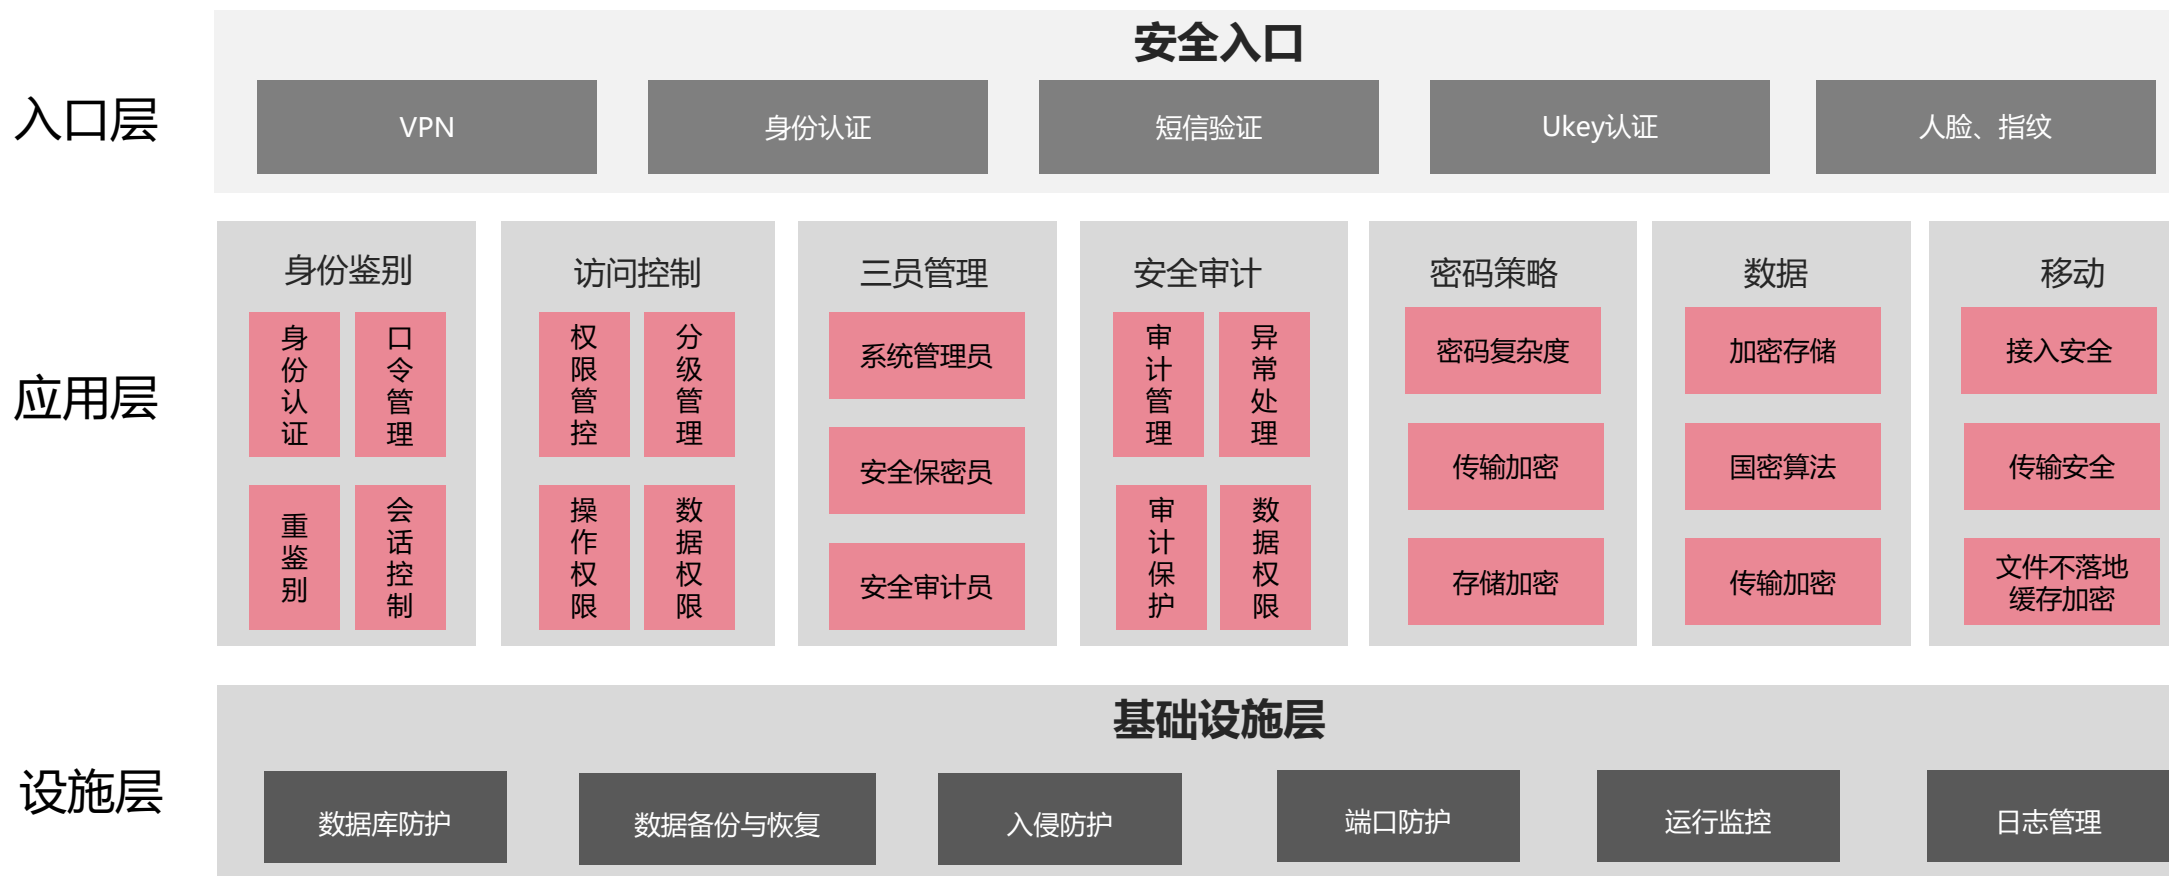 安全入口
入口层
VPN
身份认证
短信验证
Ukey认证
人脸、指纹
应用层
身份鉴别
身份认证
口令管理
重鉴别
会话控制
访问控制
权限管控
分级管理
操作权限
数据权限
三员管理
系统管理员
安全保密员
安全审计员
安全审计
审计管理
异常处理
审计保护
数据权限
密码策略
密码复杂度
传输加密
存储加密
数据
加密存储
国密算法
传输加密
移动
接入安全
传输安全
文件不落地
缓存加密
设施层
基础设施层
数据库防护
数据备份与恢复
入侵防护
端口防护
运行监控
日志管理